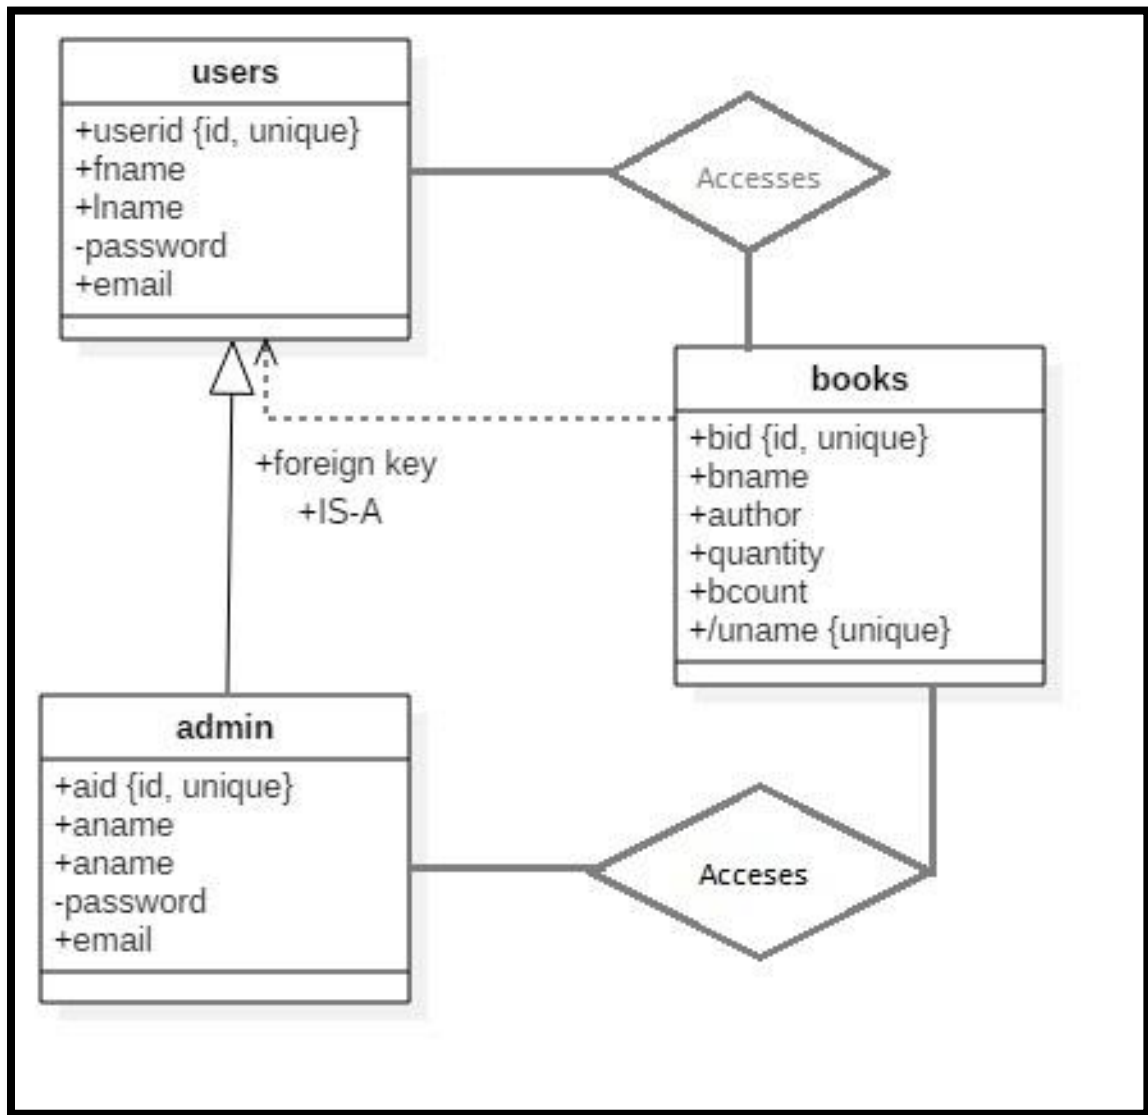 users
+userid {id, unique}
+fname
+lname
-password
+email
Accesses
books
+bid {id, unique}
+bname
+author
+quantity
+bcount
+/uname {unique}
+foreign key
+IS-A
admin
+aid {id, unique}
+aname
+aname
-password
+email
Acceses